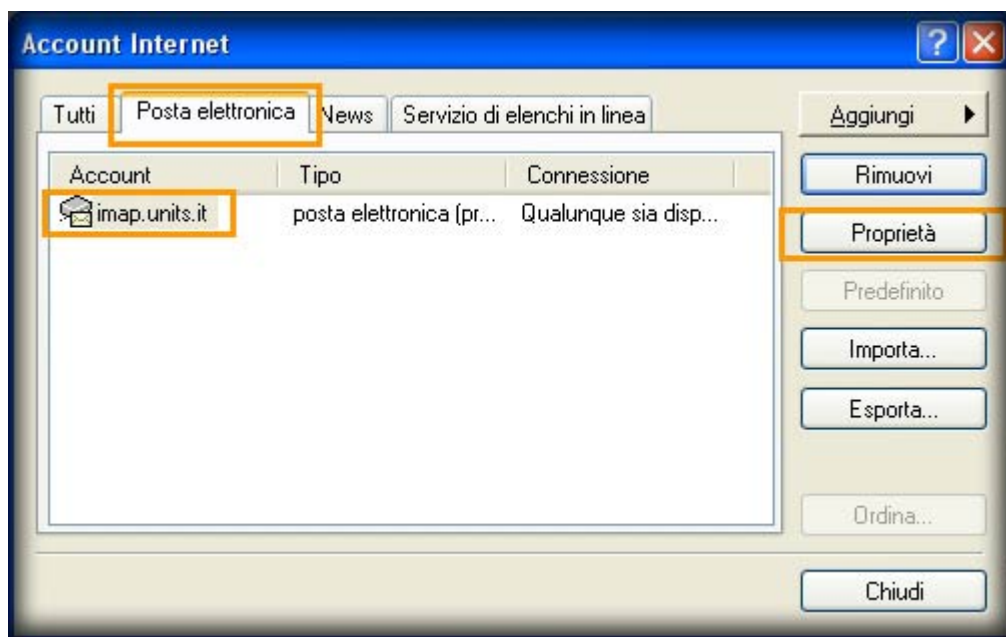 Account Internet
Tutti Posta elettronica News Servizio di elenchi in linea
Aggiungi
Account Tipo Connessione
Rimuovi
imap.units.it posta elettronica (pr... Qualunque sia disp...
Proprietà
Predefinito
Importa...
Esporta...
Ordina...
Chiudi